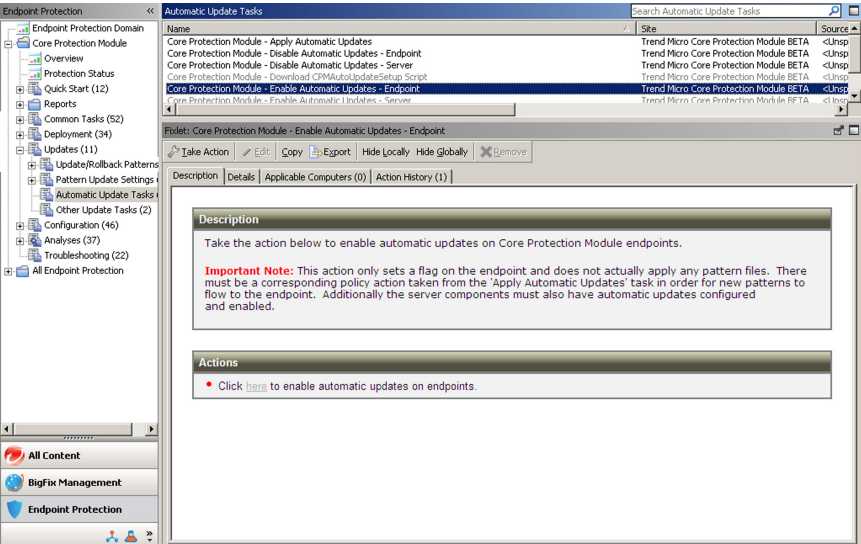 Endpoint Protection «
Endpoint Protection Domain
Core Protection Module
Overview
Protection Status
Quick Start (12)
Reports
Common Tasks (52)
Deployment (34)
Updates (11)
Update/Rollback Patterns
Pattern Update Settings
Automatic Update Tasks
Other Update Tasks (2)
Configuration (46)
Analyses (37)
Troubleshooting (22)
All Endpoint Protection
All Content
BigFix Management
Endpoint Protection
Automatic Update Tasks Search Automatic Update Tasks
Name Site Source
Core Protection Module - Apply Automatic Updates Trend Micro Core Protection Module BETA <Unsp
Core Protection Module - Disable Automatic Updates - Endpoint Trend Micro Core Protection Module BETA <Unsp
Core Protection Module - Disable Automatic Updates - Server Trend Micro Core Protection Module BETA <Unsp
Core Protection Module - Download CPMAutoUpdateSetup Script Trend Micro Core Protection Module BETA <Unsp
Core Protection Module - Enable Automatic Updates - Endpoint Trend Micro Core Protection Module BETA <Unsp
Core Protection Module - Enable Automatic Updates - Server Trend Micro Core Protection Module BETA <Unsp
Fixlet: Core Protection Module - Enable Automatic Updates - Endpoint
Take Action Edit Copy Export Hide Locally Hide Globally Remove
Description Details Applicable Computers (0) Action History (1)
Description
Take the action below to enable automatic updates on Core Protection Module endpoints.
Important Note: This action only sets a flag on the endpoint and does not actually apply any pattern files. There
must be a corresponding policy action taken from the 'Apply Automatic Updates' task in order for new patterns to
flow to the endpoint. Additionally the server components must also have automatic updates configured
and enabled.
Actions
Click here to enable automatic updates on endpoints.